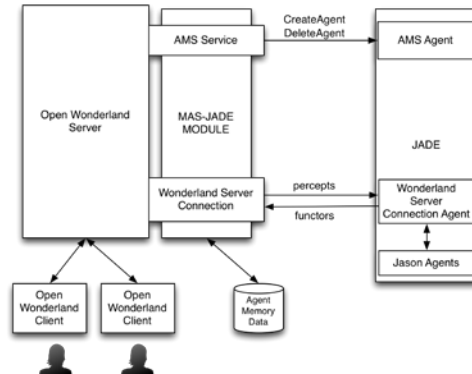 CreateAgent
DeleteAgent
AMS Service
AMS Agent
Open Wonderland
Server
MAS-JADE
MODULE
JADE
Wonderland Server
Connection
percepts
functors
Wonderland
Server
Connection Agent
Jason Agents
Open
Wonderland
Client
Open
Wonderland
Client
Agent
Memory
Data